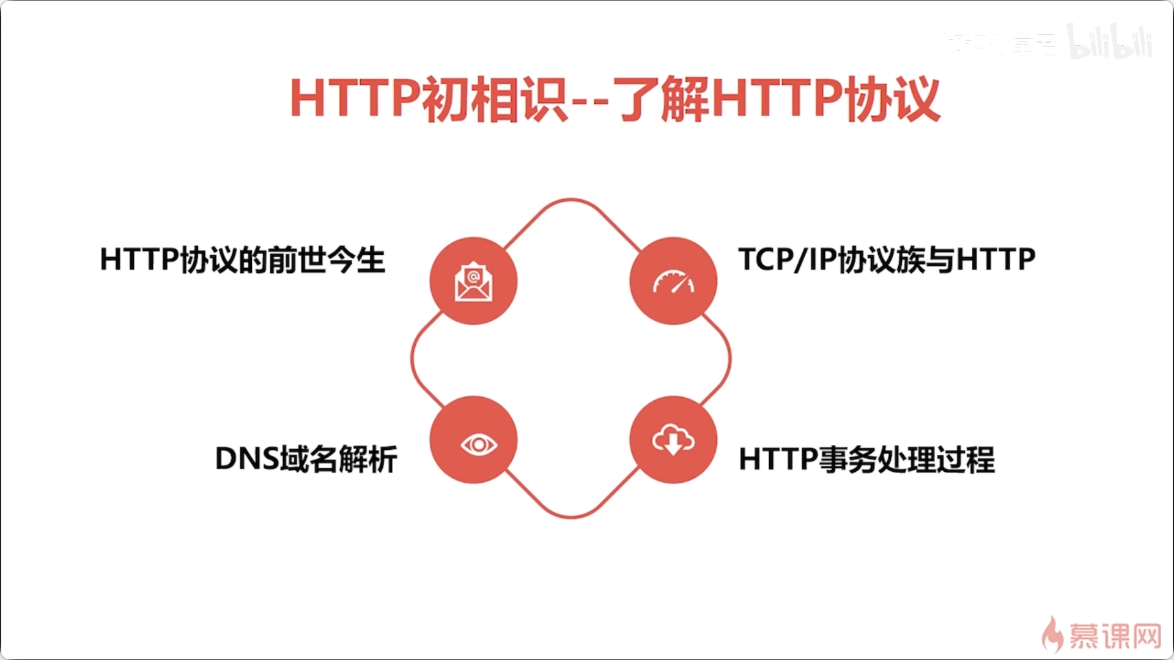 bilibili
HTTP初相识--了解HTTP协议
HTTP协议的前世今生
TCP/IP协议族与HTTP
DNS域名解析
HTTP事务处理过程
慕课网